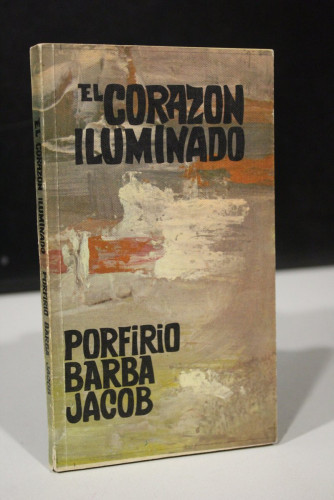 EL CORAZON
ILUMINADO
PORFIRIO
BARBA
JACOB
EL CORAZON ILUMINADO PORFIRIO BARBA JACOB